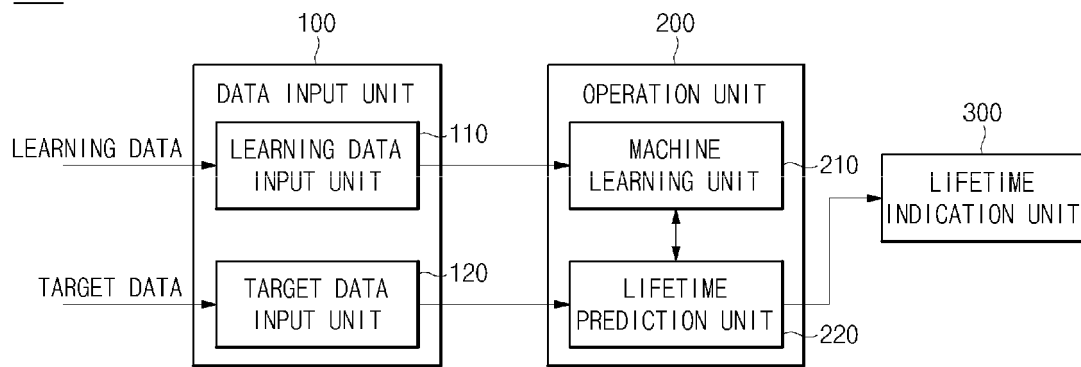 100
200
DATA INPUT UNIT
OPERATION UNIT
300
LEARNING DATA
LEARNING DATA
INPUT UNIT
110
MACHINE
LEARNING UNIT
210
LIFETIME
INDICATION UNIT
TARGET DATA
TARGET DATA
INPUT UNIT
120
LIFETIME
PREDICTION UNIT
220